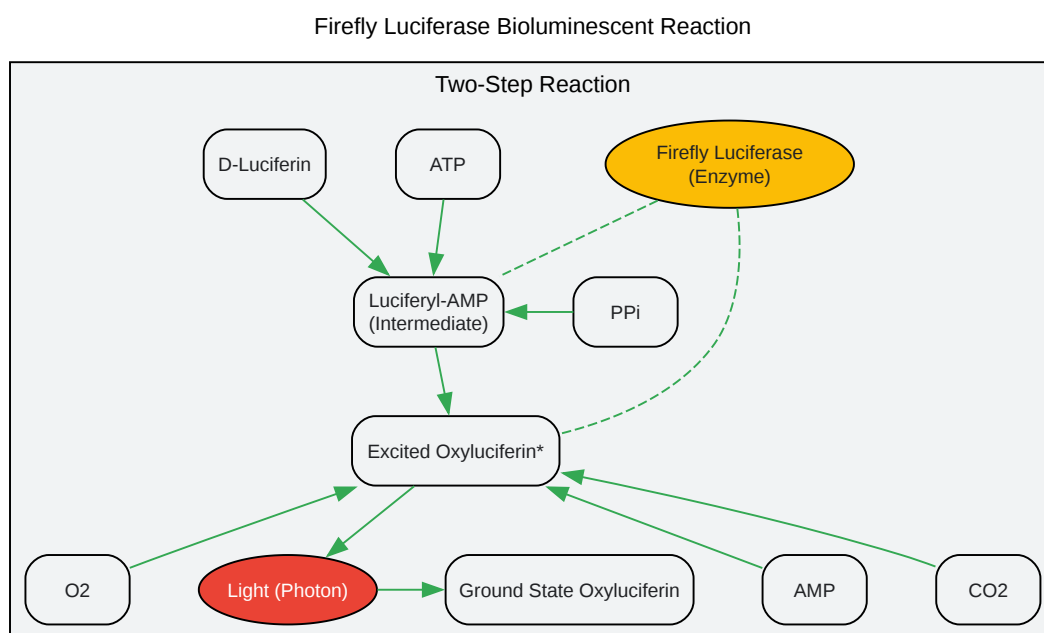 Firefly Luciferase Bioluminescent Reaction
Two-Step Reaction
D-Luciferin
ATP
Firefly Luciferase
(Enzyme)
Luciferyl-AMP
(Intermediate)
PPi
Excited Oxyluciferin*
O2
Light (Photon)
Ground State Oxyluciferin
AMP
CO2